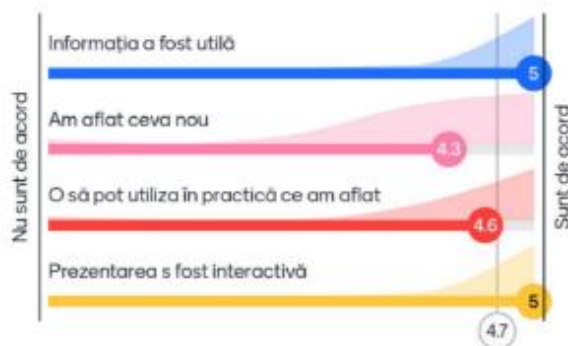 Nu sunt de acord
Informația a fost utilă
5
Am aflat ceva nou
4.3
O să pot utiliza în practică ce am aflat
4.6
Prezentarea s fost interactivă
5
4.7
Sunt de acord